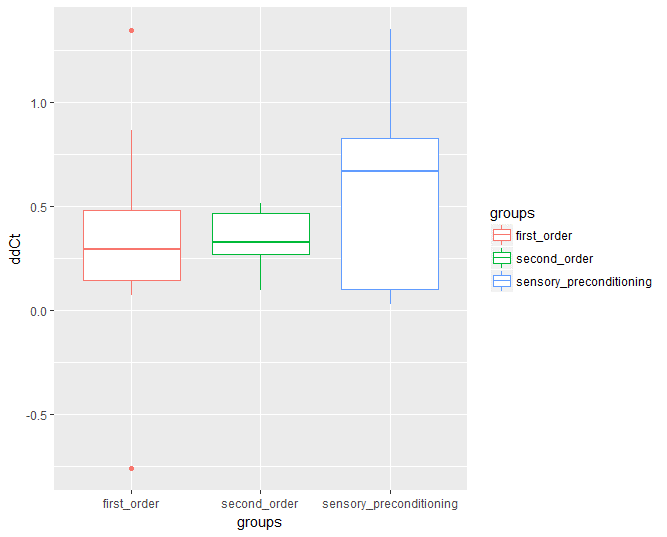 ddCt
1.0
0.5
0.0
-0.5
first_order
second_order
sensory_preconditioning
groups
groups
first_order
second_order
sensory_preconditioning